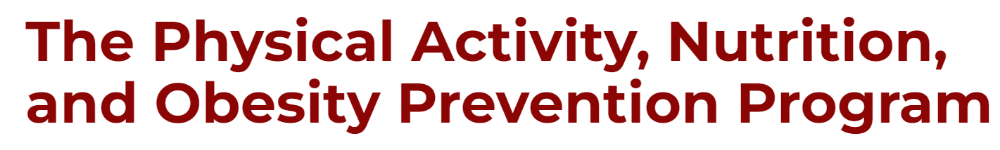 The Physical Activity, Nutrition,
and Obesity Prevention Program